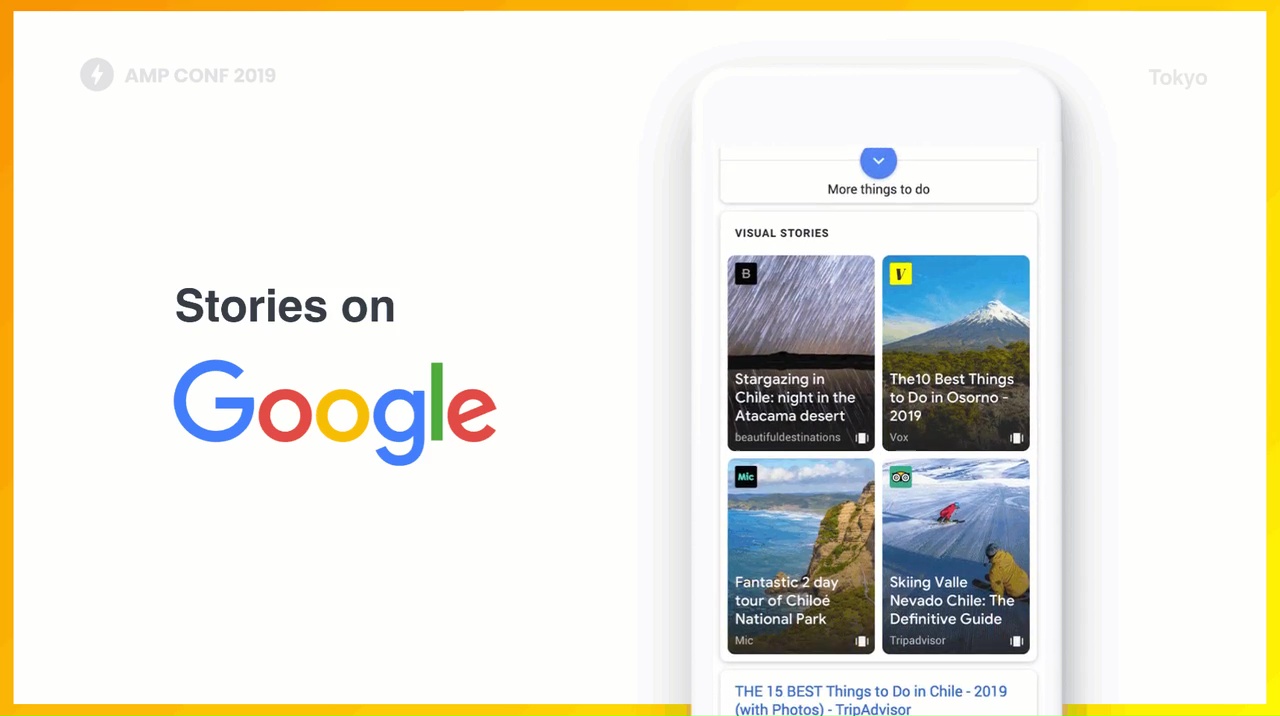 AMP CONF 2019
Tokyo
Stories on
Google
More things to do
VISUAL STORIES
B
Stargazing in
Chile: night in the
Atacama desert
beautifuldestinations
V
The10 Best Things
to Do in Osorno -
2019
Vox
Mic
Fantastic 2 day
tour of Chiloé
National Park
Mic
Skiing Valle
Nevado Chile: The
Definitive Guide
Tripadvisor
THE 15 BEST Things to Do in Chile - 2019
(with Photos) - TripAdvisor